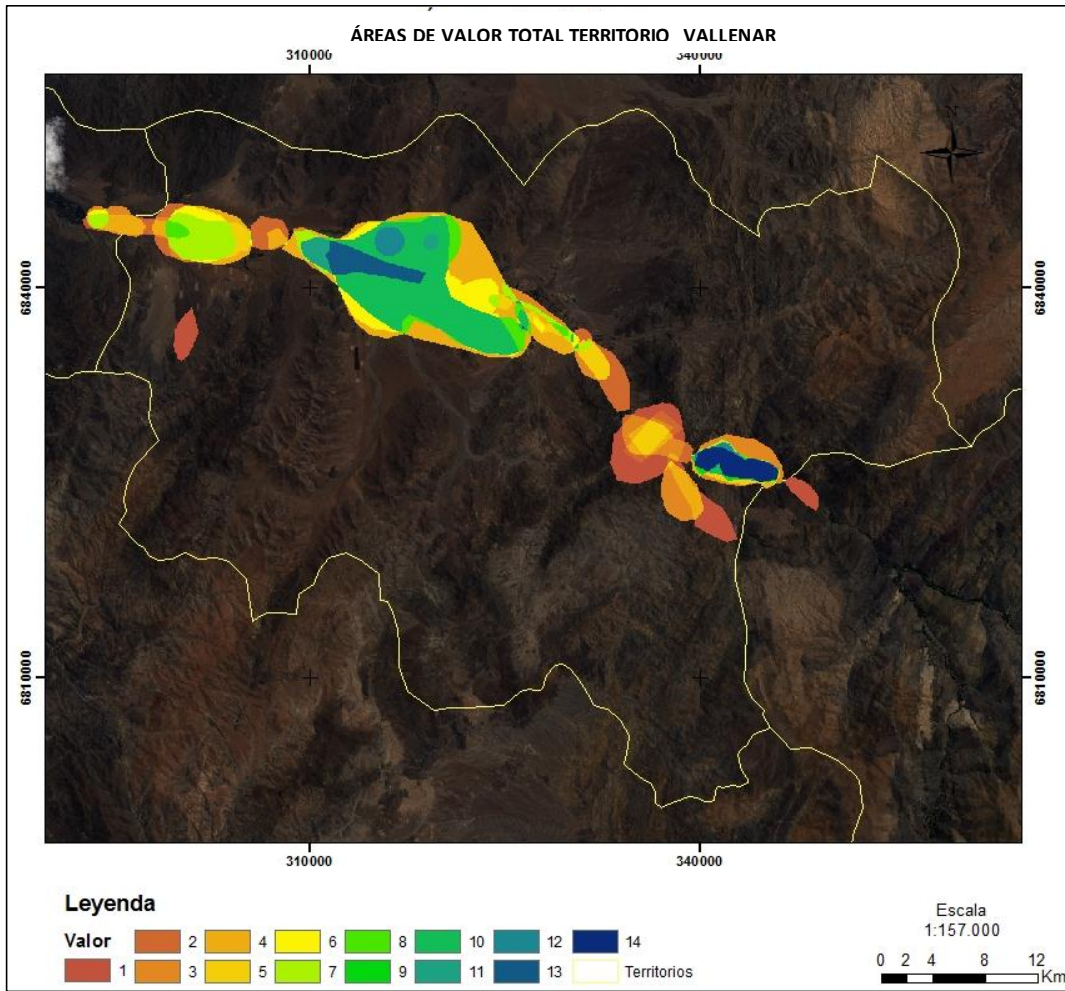 ÁREAS DE VALOR TOTAL TERRITORIO VALLENAR
310000 340000
6840000 6840000
6810000 6810000
310000 340000
Leyenda
Valor
1
2
3
4
5
6
7
8
9
10
11
12
13
14
Territorios
Escala
1:157.000
0 2 4 8 12
Km